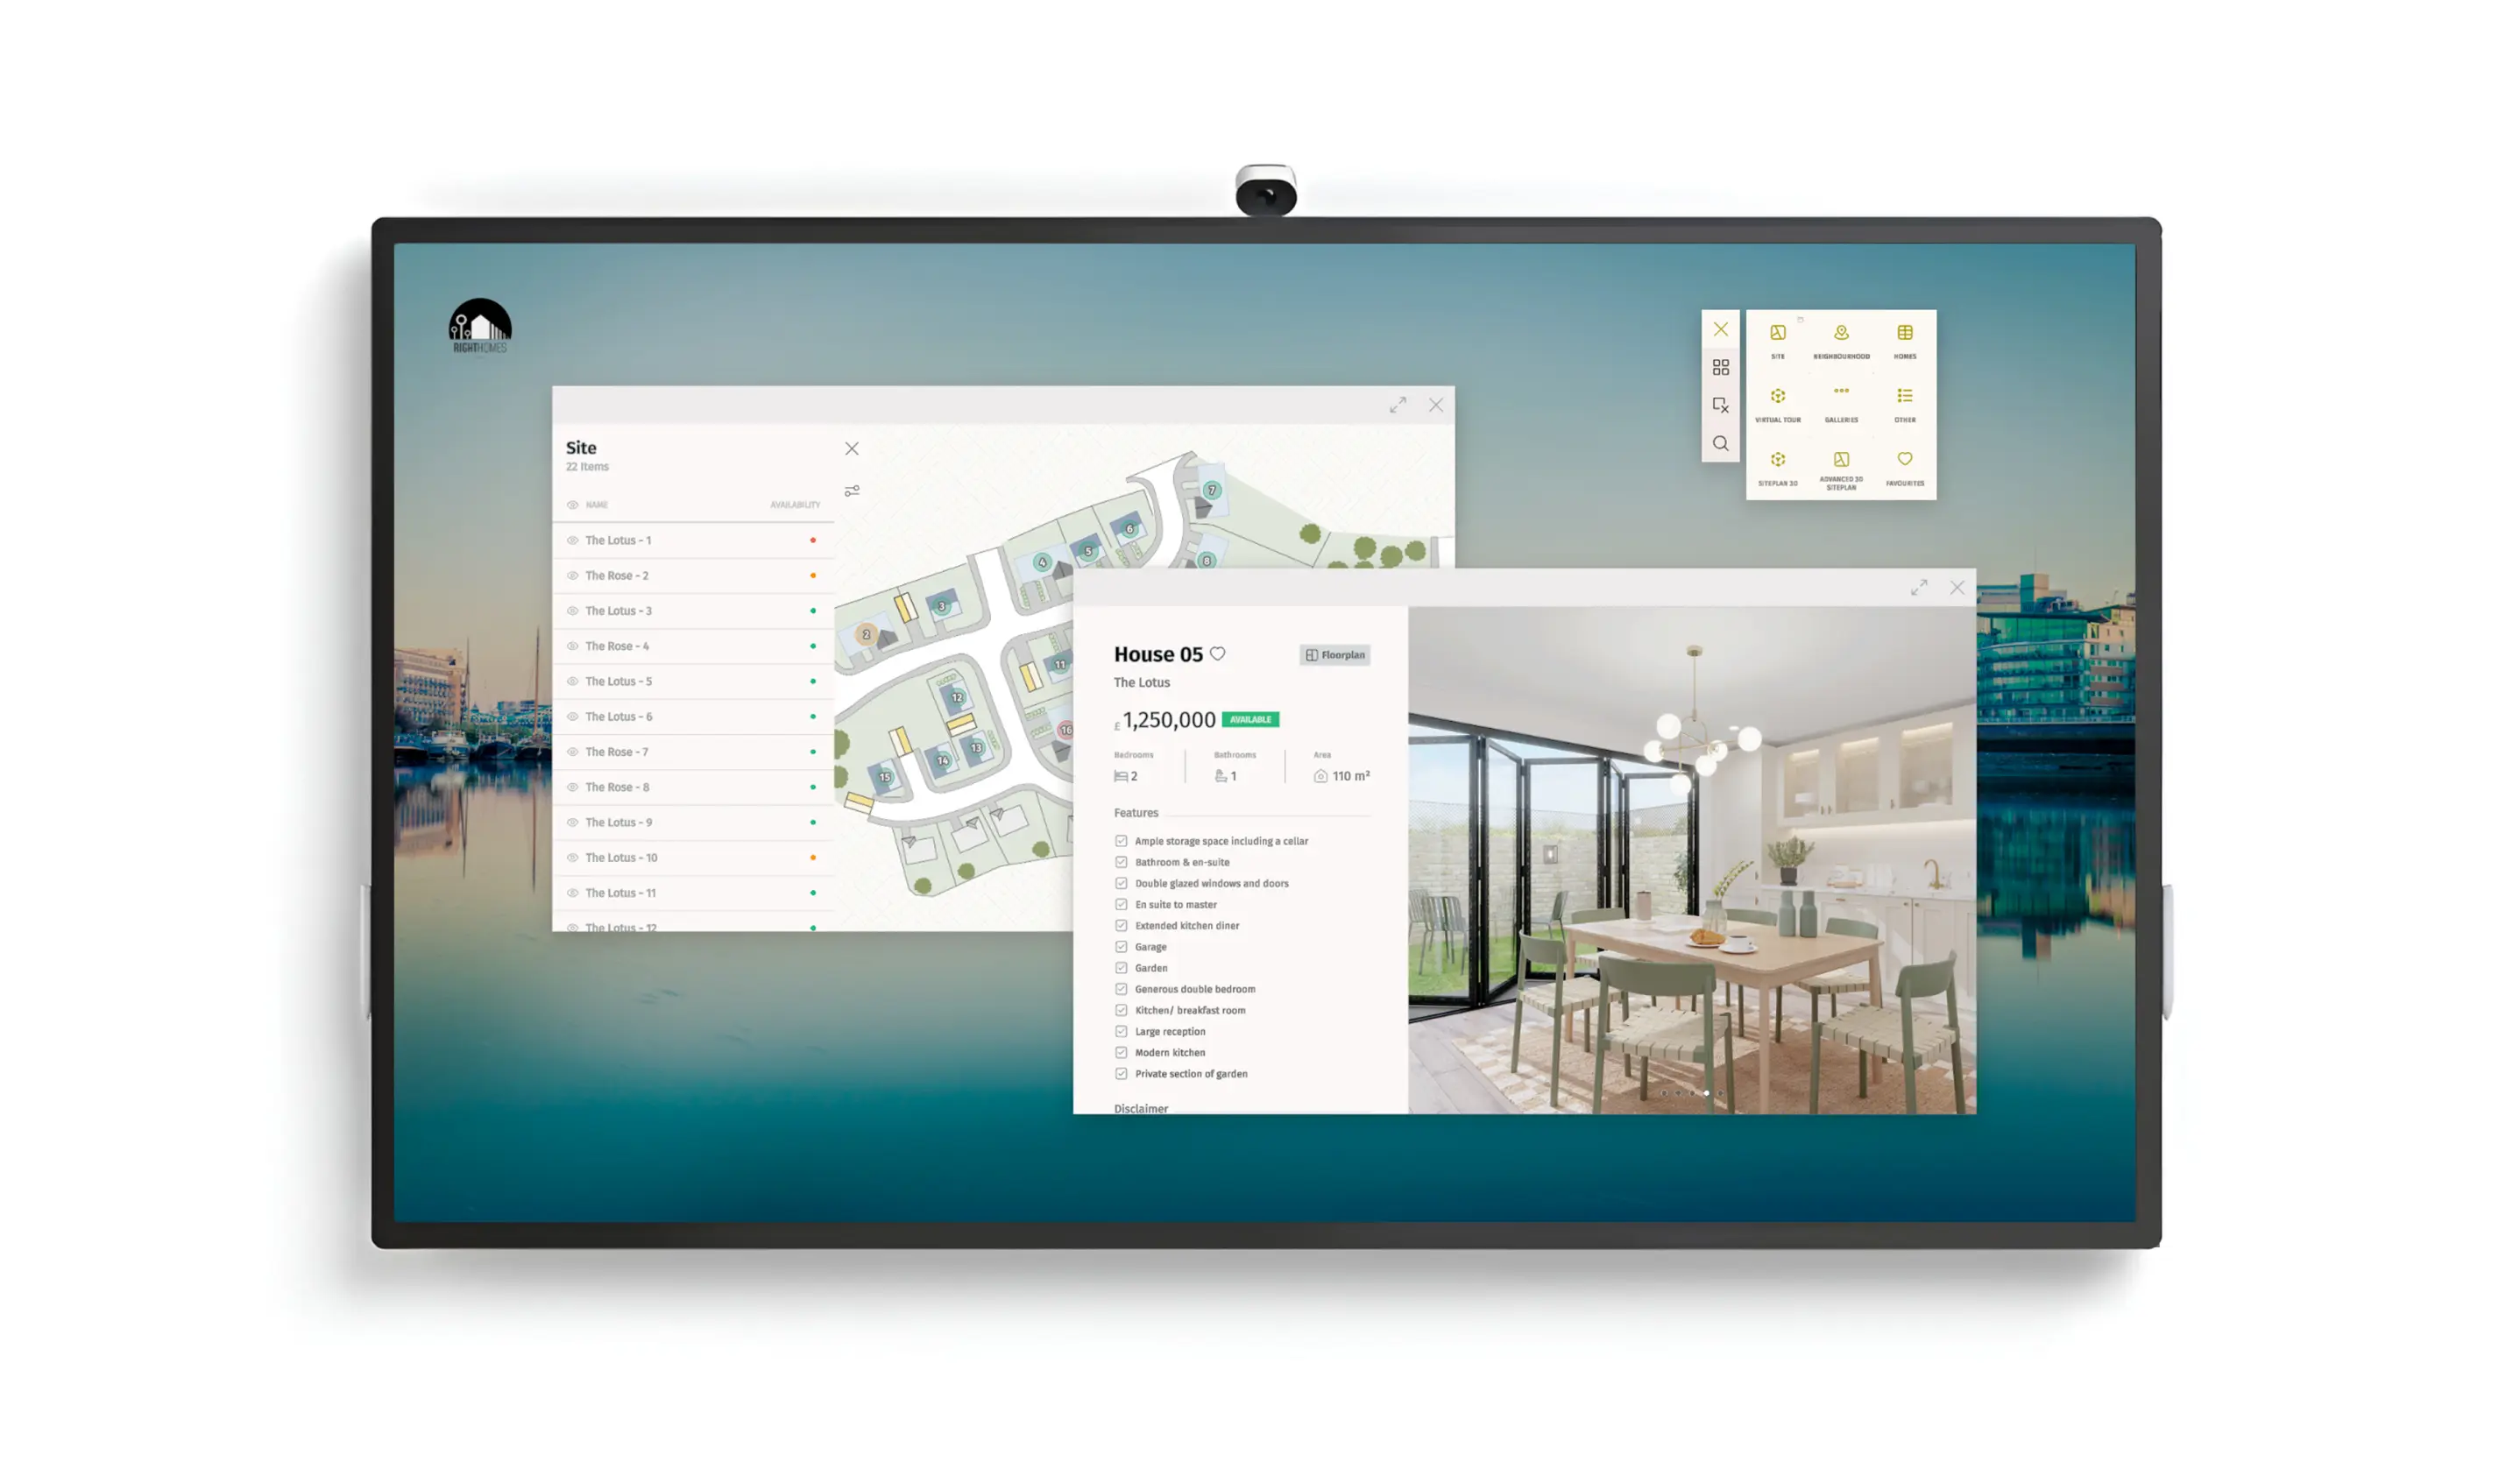 RIGHTHOMES
SITE
NEIGHBOURHOOD
HOMES
VIRTUAL TOUR
GALLERIES
OTHER
SITEPLAN 3D
ADVANCED 3D
SITEPLAN
FAVOURITES
Site
22 Items
NAME AVAILABILITY
The Lotus - 1
The Rose - 2
The Lotus - 3
The Rose - 4
The Lotus - 5
The Lotus - 6
The Rose - 7
The Rose - 8
The Lotus - 9
The Lotus - 10
The Lotus - 11
The Lotus - 12
7
6
5
4
8
3
2
11
12
16
13
14
15
House 05
Floorplan
The Lotus
£ 1,250,000 AVAILABLE
Bedrooms Bathrooms Area
2 1 110 m²
Features
Ample storage space including a cellar
Bathroom & en-suite
Double glazed windows and doors
En suite to master
Extended kitchen diner
Garage
Garden
Generous double bedroom
Kitchen/ breakfast room
Large reception
Modern kitchen
Private section of garden
Disclaimer